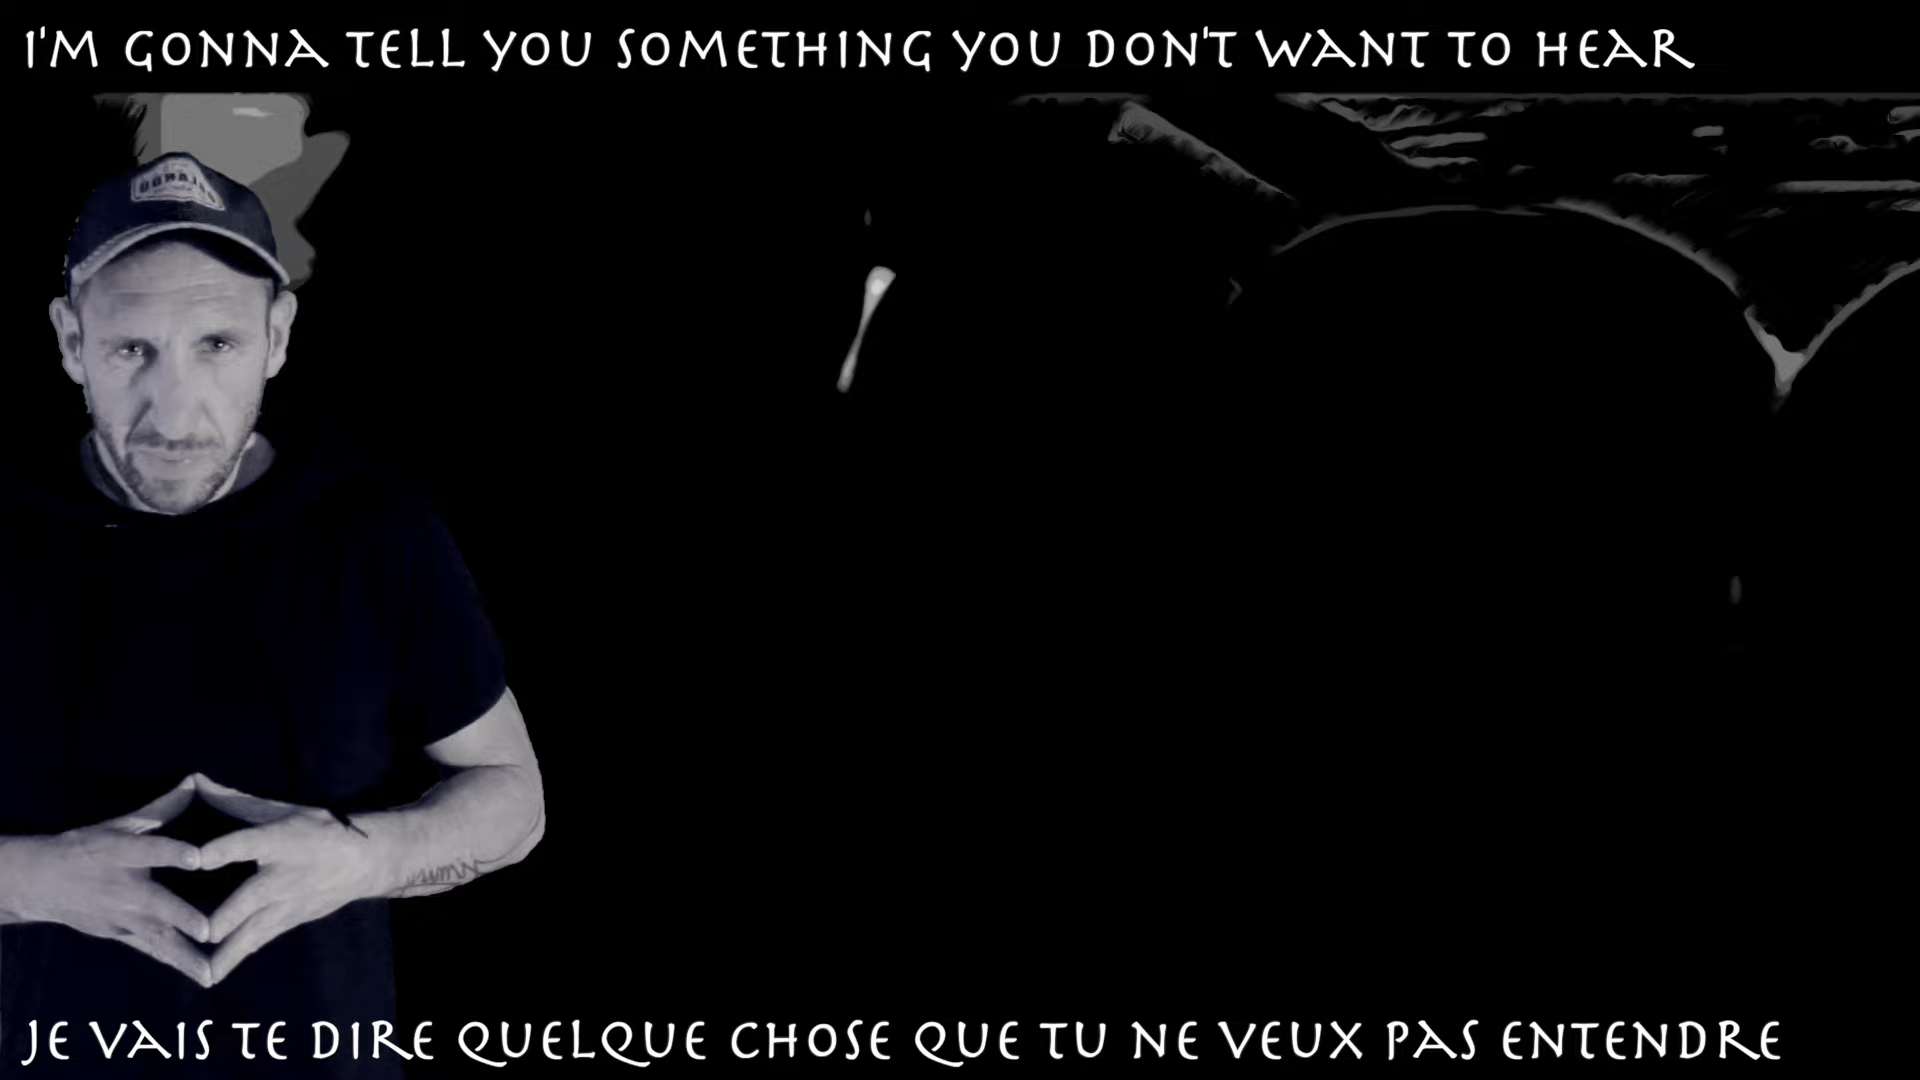 I'M GONNA TELL YOU SOMETHING YOU DON'T WANT TO HEAR
JE VAIS TE DIRE QUELQUE CHOSE QUE TU NE VEUX PAS ENTENDRE